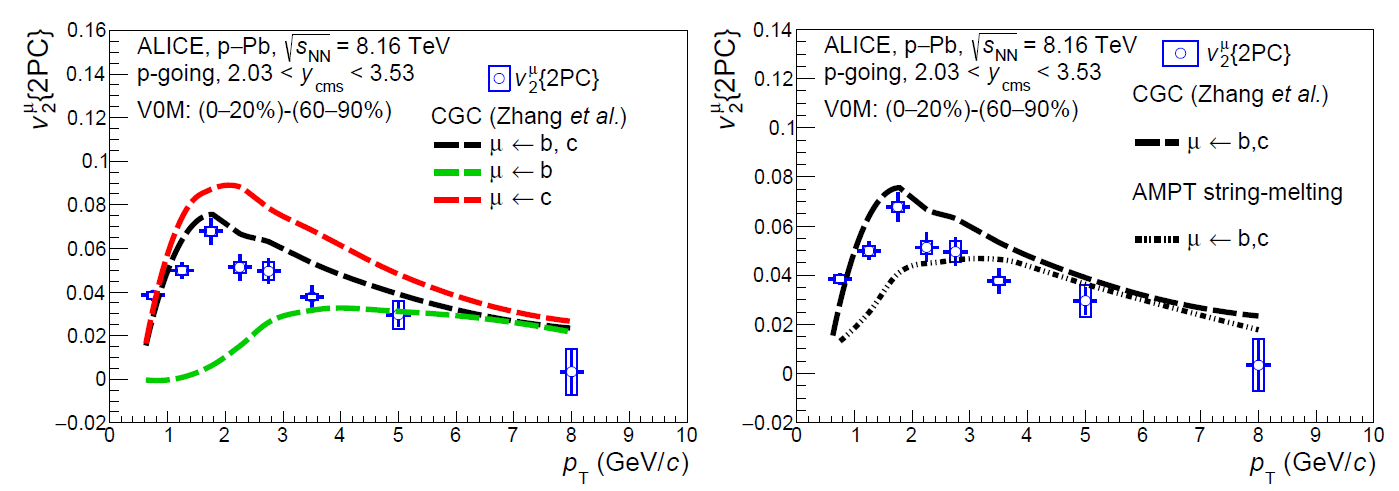 ALICE, p–Pb, √sNN = 8.16 TeV
p-going, 2.03 < ycms < 3.53
V0M: (0–20%)-(60–90%)
v2μ{2PC}
CGC (Zhang et al.)
μ ← b, c
μ ← b
μ ← c
v2μ{2PC}
0.16
0.14
0.12
0.1
0.08
0.06
0.04
0.02
0
−0.02
0 1 2 3 4 5 6 7 8 9 10
pT (GeV/c)
ALICE, p–Pb, √sNN = 8.16 TeV
p-going, 2.03 < ycms < 3.53
V0M: (0–20%)-(60–90%)
v2μ{2PC}
CGC (Zhang et al.)
μ ← b,c
AMPT string-melting
μ ← b,c
v2μ{2PC}
0.14
0.12
0.1
0.08
0.06
0.04
0.02
0
−0.02
0 1 2 3 4 5 6 7 8 9 10
pT (GeV/c)